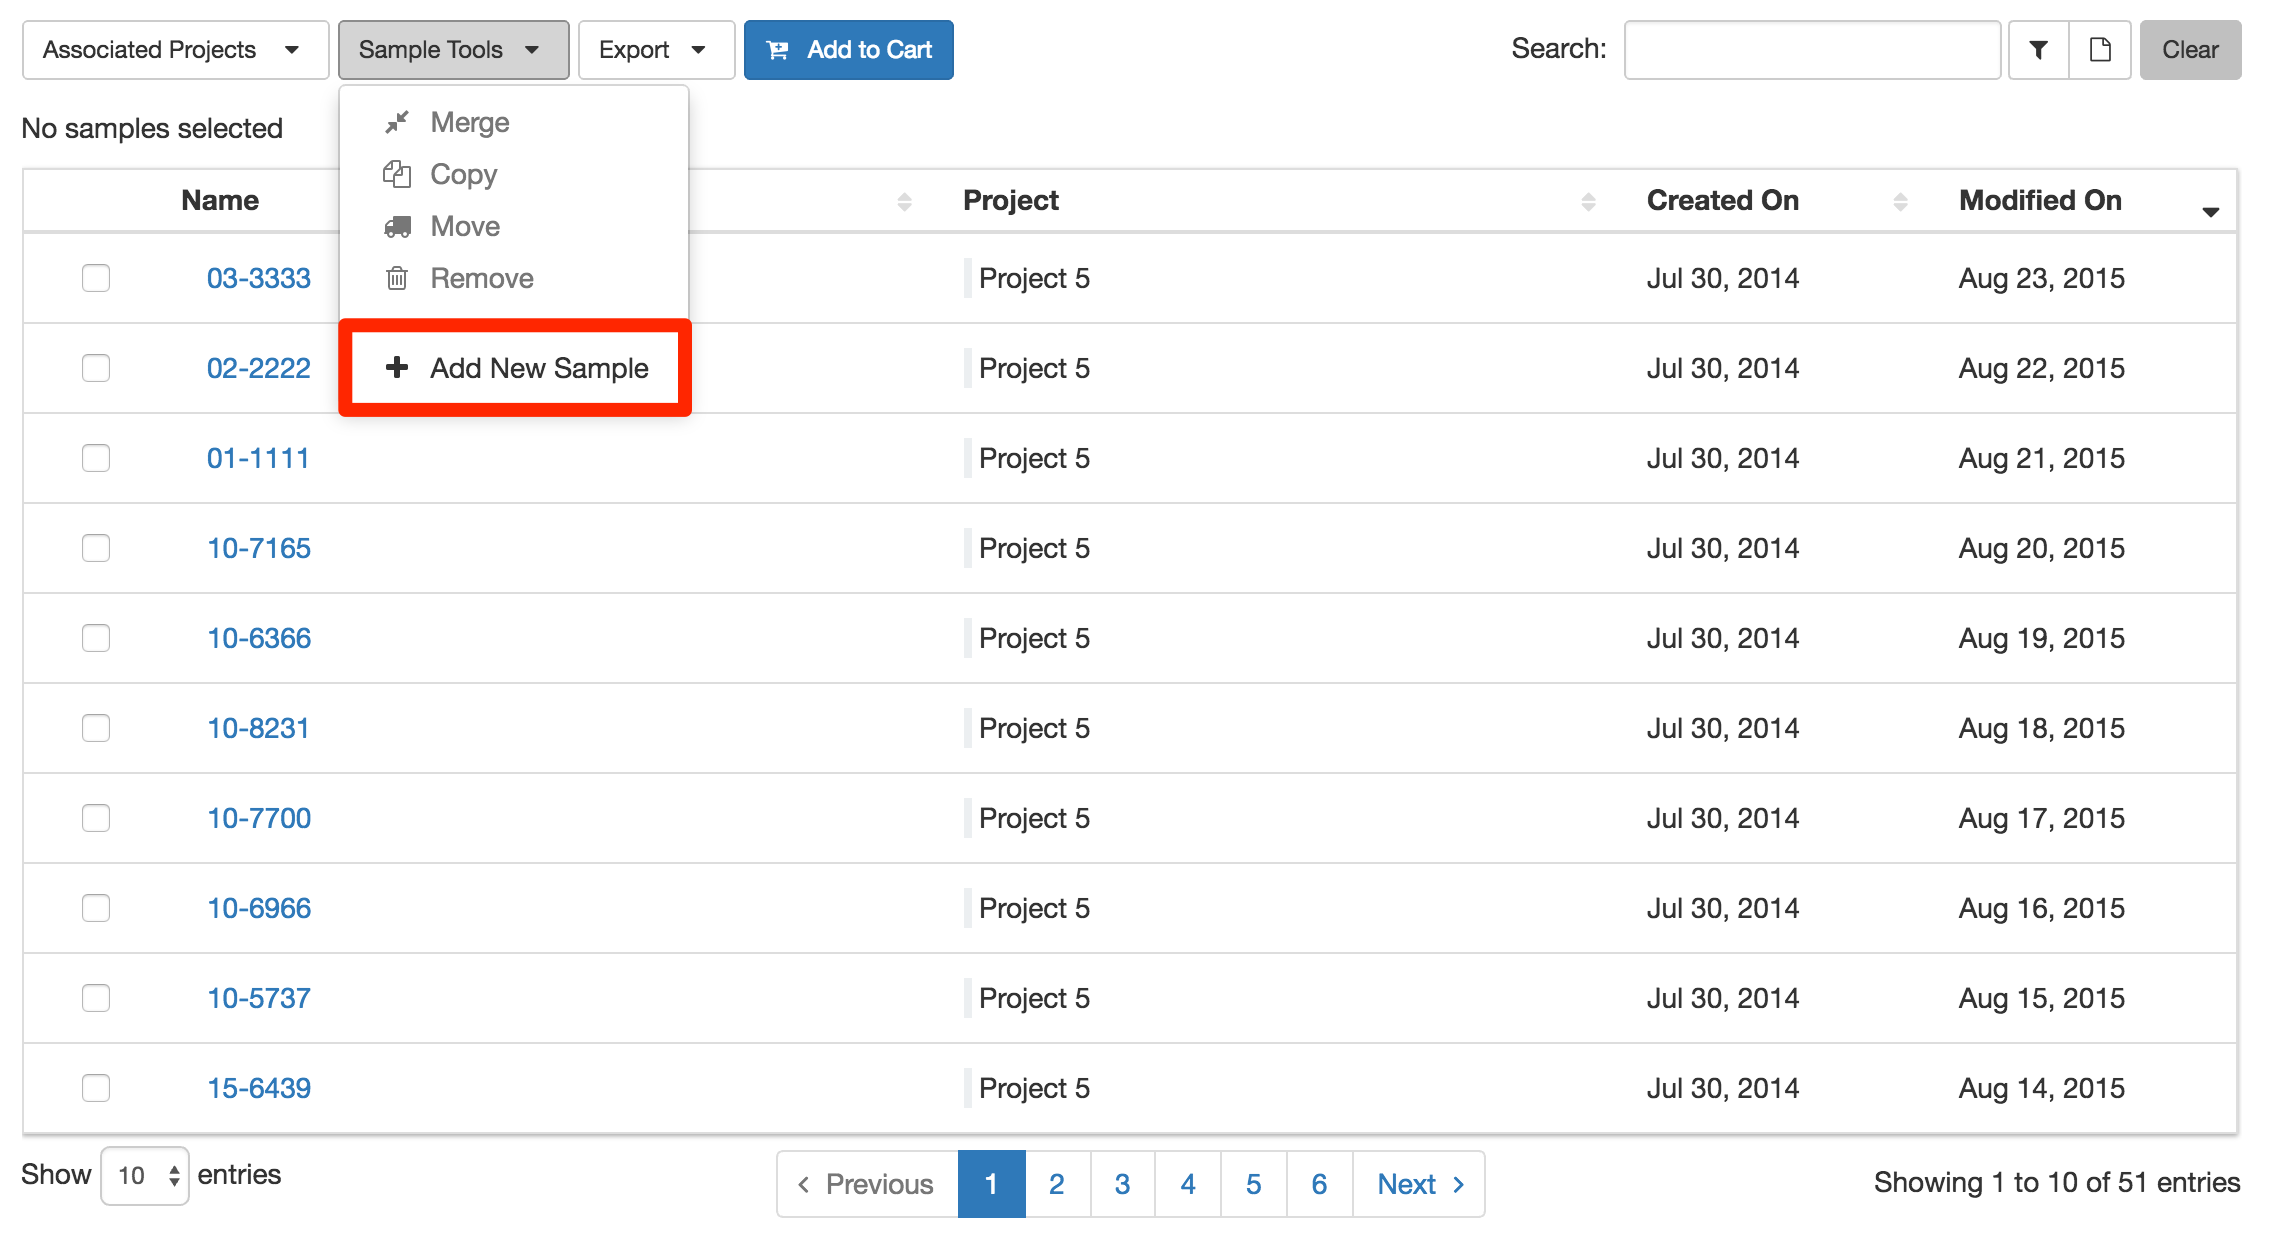 Associated Projects Sample Tools Export Add to Cart Search: Clear
No samples selected
Merge
Copy
Move
Remove
Add New Sample
Name Project Created On Modified On
03-3333 Project 5 Jul 30, 2014 Aug 23, 2015
02-2222 Project 5 Jul 30, 2014 Aug 22, 2015
01-1111 Project 5 Jul 30, 2014 Aug 21, 2015
10-7165 Project 5 Jul 30, 2014 Aug 20, 2015
10-6366 Project 5 Jul 30, 2014 Aug 19, 2015
10-8231 Project 5 Jul 30, 2014 Aug 18, 2015
10-7700 Project 5 Jul 30, 2014 Aug 17, 2015
10-6966 Project 5 Jul 30, 2014 Aug 16, 2015
10-5737 Project 5 Jul 30, 2014 Aug 15, 2015
15-6439 Project 5 Jul 30, 2014 Aug 14, 2015
Show 10 entries Previous 1 2 3 4 5 6 Next Showing 1 to 10 of 51 entries